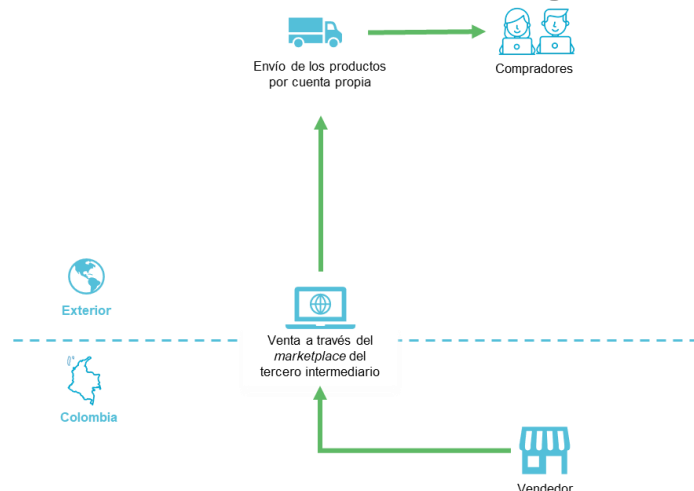 Envío de los productos
por cuenta propia
Compradores
Exterior
Venta a través del
marketplace del
tercero intermediario
Colombia
Vendedor